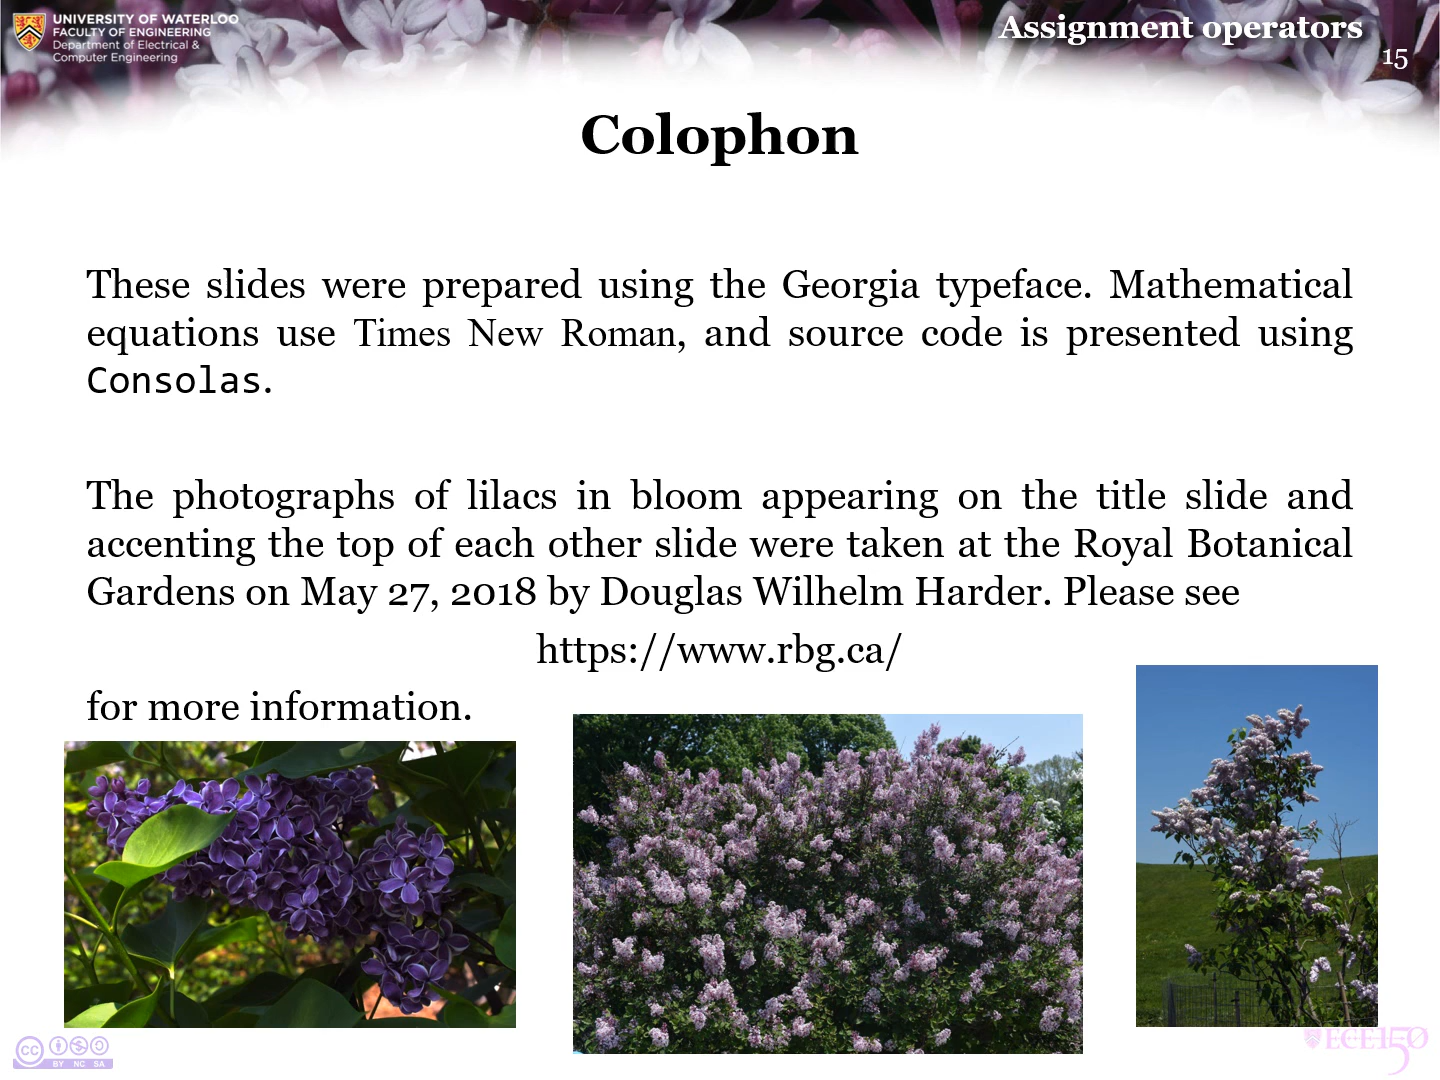 UNIVERSITY OF WATERLOO
FACULTY OF ENGINEERING
Department of Electrical &
Computer Engineering
Assignment operators
15
Colophon
These slides were prepared using the Georgia typeface. Mathematical
equations use Times New Roman, and source code is presented using
Consolas.
The photographs of lilacs in bloom appearing on the title slide and
accenting the top of each other slide were taken at the Royal Botanical
Gardens on May 27, 2018 by Douglas Wilhelm Harder. Please see
https://www.rbg.ca/
for more information.
cc
BY NC SA
ECE150